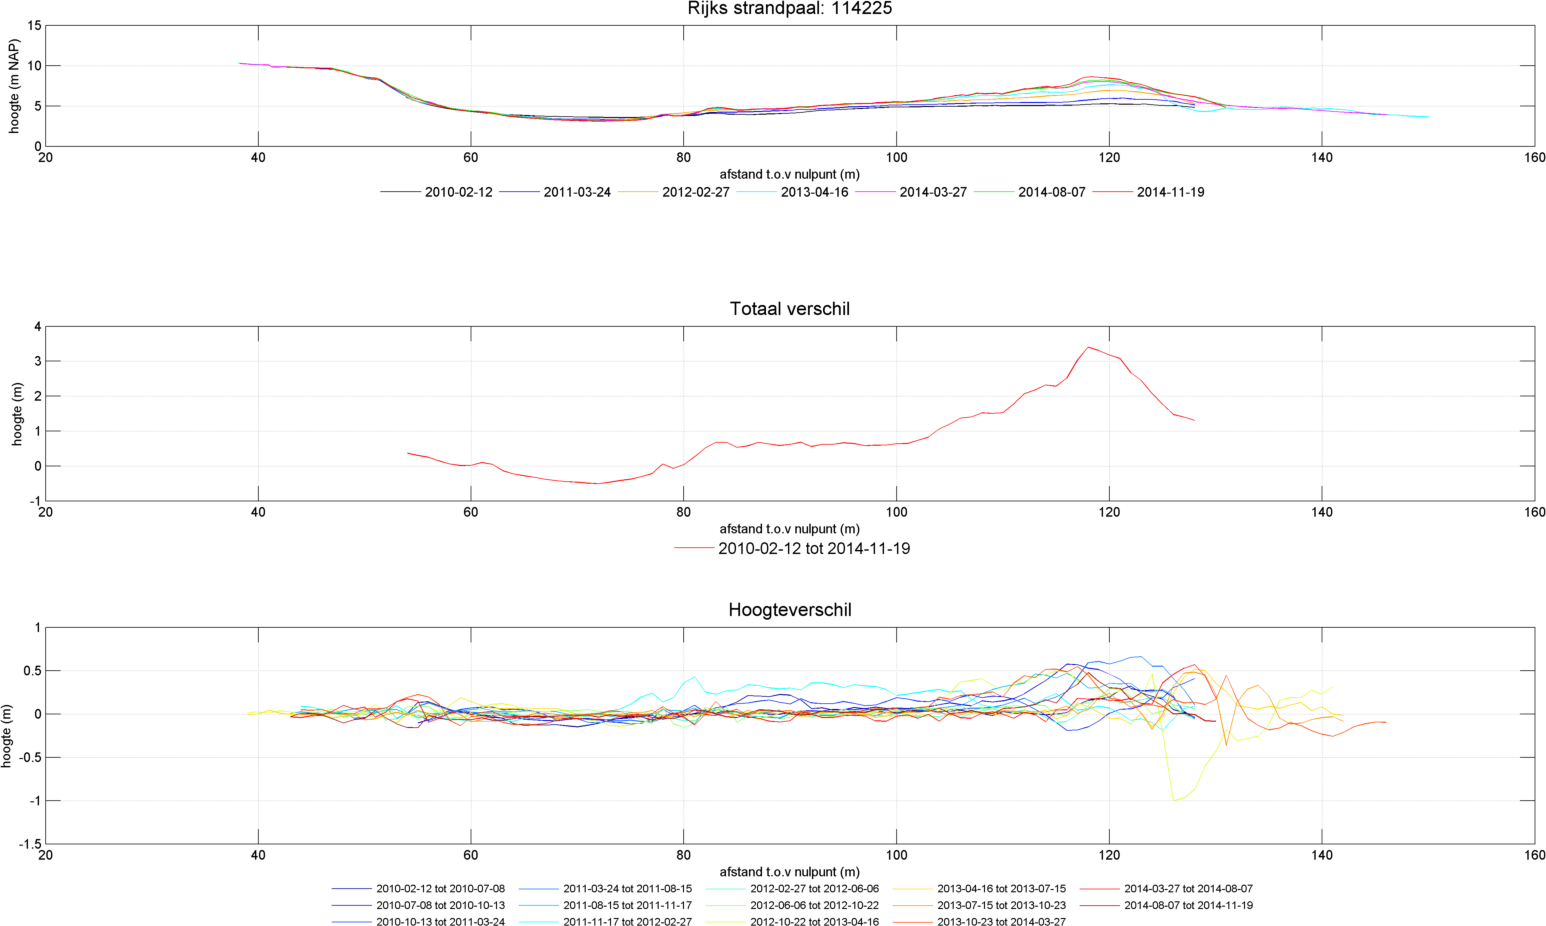 Rijks strandpaal: 114225
15
10
5
0
hoogte (m NAP)
20 40 60 80 100 120 140 160
afstand t.o.v nulpunt (m)
2010-02-12 2011-03-24 2012-02-27 2013-04-16 2014-03-27 2014-08-07 2014-11-19
Totaal verschil
4
3
2
1
0
-1
hoogte (m)
20 40 60 80 100 120 140 160
afstand t.o.v nulpunt (m)
2010-02-12 tot 2014-11-19
Hoogteverschil
1
0.5
0
-0.5
-1
-1.5
hoogte (m)
20 40 60 80 100 120 140 160
afstand t.o.v nulpunt (m)
2010-02-12 tot 2010-07-08 2011-03-24 tot 2011-08-15 2012-02-27 tot 2012-06-06 2013-04-16 tot 2013-07-15 2014-03-27 tot 2014-08-07
2010-07-08 tot 2010-10-13 2011-08-15 tot 2011-11-17 2012-06-06 tot 2012-10-22 2013-07-15 tot 2013-10-23 2014-08-07 tot 2014-11-19
2010-10-13 tot 2011-03-24 2011-11-17 tot 2012-02-27 2012-10-22 tot 2013-04-16 2013-10-23 tot 2014-03-27